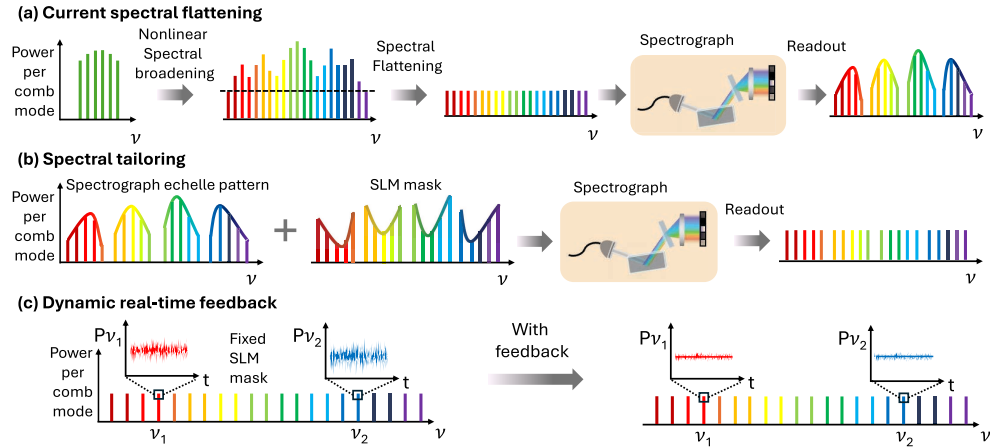 (a) Current spectral flattening
Power
per
comb
mode
ν
Nonlinear
Spectral
broadening
ν
Spectral
Flattening
ν
Spectrograph
Readout
ν
(b) Spectral tailoring
Power
per
comb
mode
Spectrograph echelle pattern
ν
+
SLM mask
ν
Spectrograph
Readout
ν
(c) Dynamic real-time feedback
Power
per
comb
mode
Pν1
t
Fixed
SLM
mask
Pν2
t
ν1
ν2
ν
With
feedback
Pν1
t
Pν2
t
ν1
ν2
ν